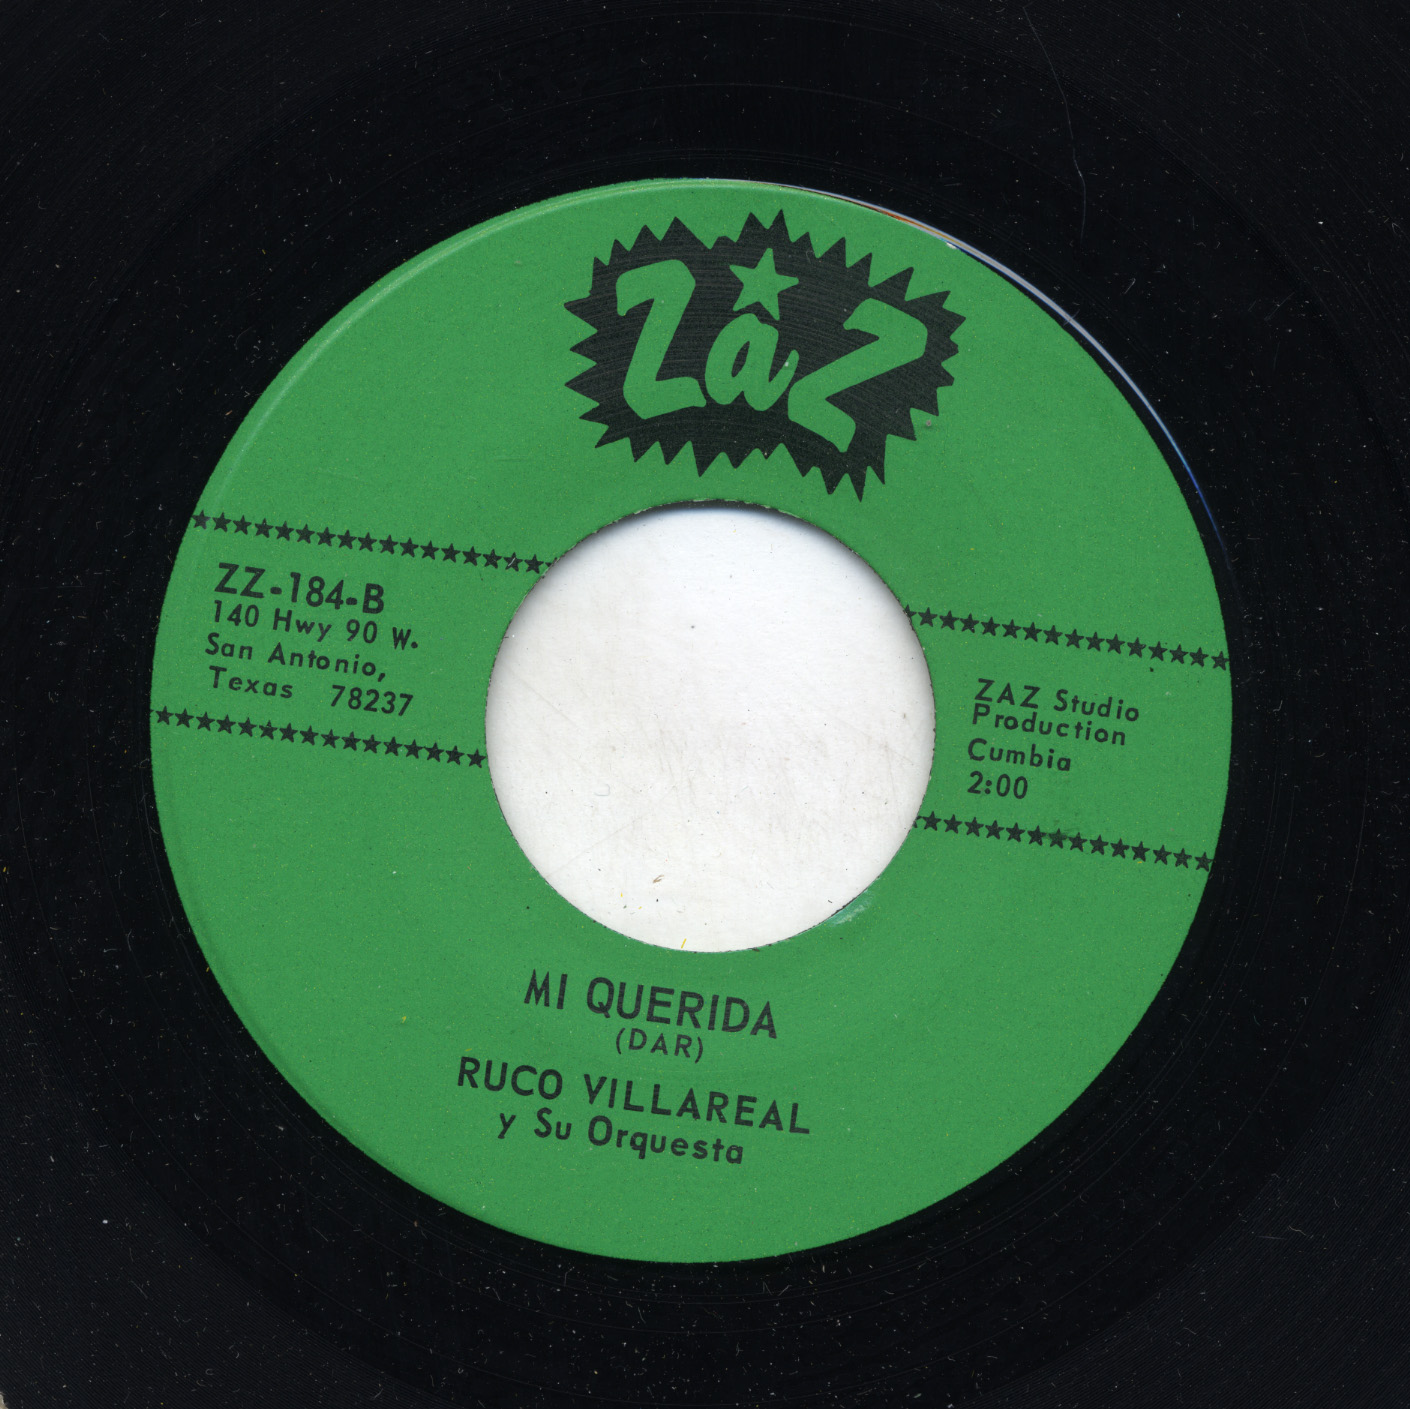 ZaZ
ZZ-184-B
140 Hwy 90 W.
San Antonio,
Texas 78237
ZAZ Studio
Production
Cumbia
2:00
MI QUERIDA
(DAR)
RUCO VILLAREAL
y Su Orquesta